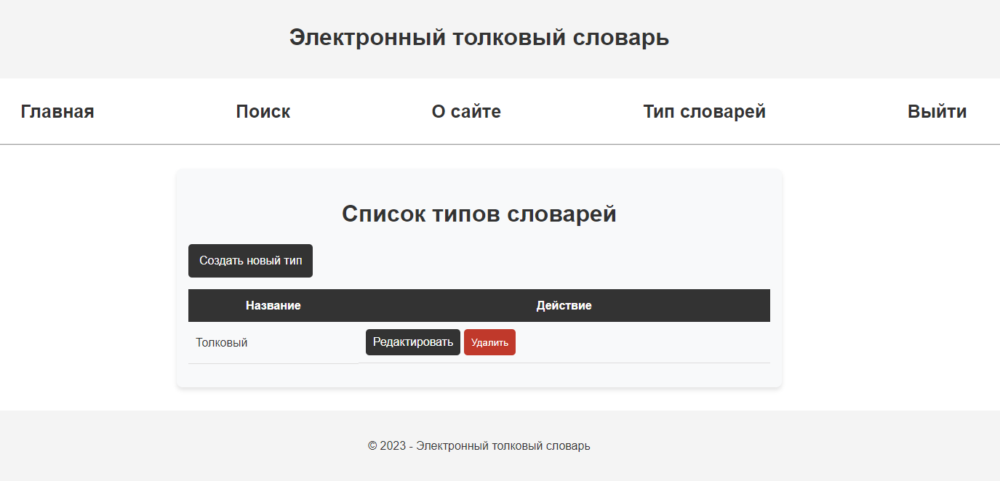 Электронный толковый словарь
Главная Поиск О сайте Тип словарей Выйти
Список типов словарей
Создать новый тип
Название Действие
Толковый Редактировать Удалить
© 2023 - Электронный толковый словарь